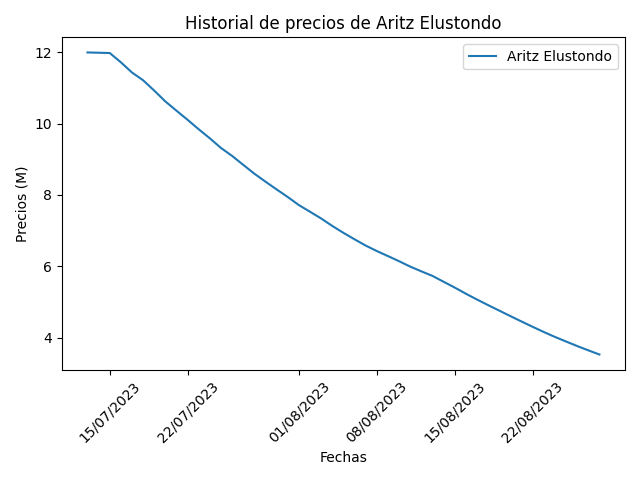 Historial de precios de Aritz Elustondo
Aritz Elustondo
Precios (M)
12
10
8
6
4
15/07/2023
22/07/2023
01/08/2023
08/08/2023
15/08/2023
22/08/2023
Fechas